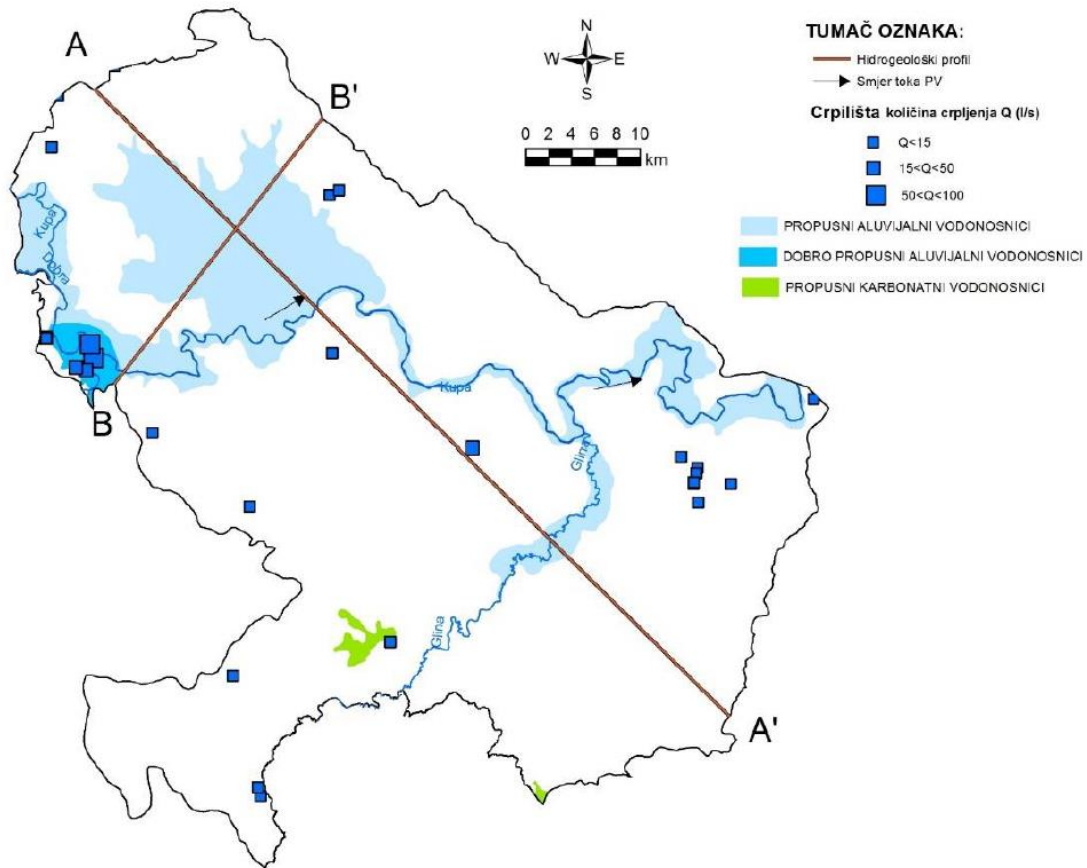 A
B'
N
W E
S
0 2 4 6 8 10
km
TUMAČ OZNAKA:
Hidrogeološki profil
Smjer toka PV
Crpilišta količina crpljenja Q (l/s)
Q<15
15<Q<50
50<Q<100
PROPUSNI ALUVIJALNI VODONOSNICI
DOBRO PROPUSNI ALUVIJALNI VODONOSNICI
PROPUSNI KARBONATNI VODONOSNICI
Kupa
Dobra
B
Kupa
Glina
Glina
A'